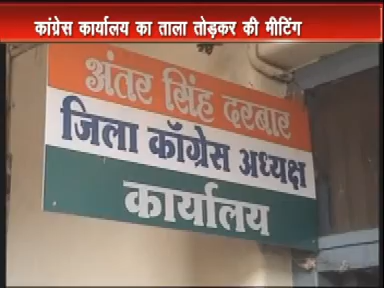 कांग्रेस कार्यालय का ताला तोड़कर की मीटिंग
अंतर सिंह दरबार
जिला कॉग्रेस अध्यक्ष
कार्यालय